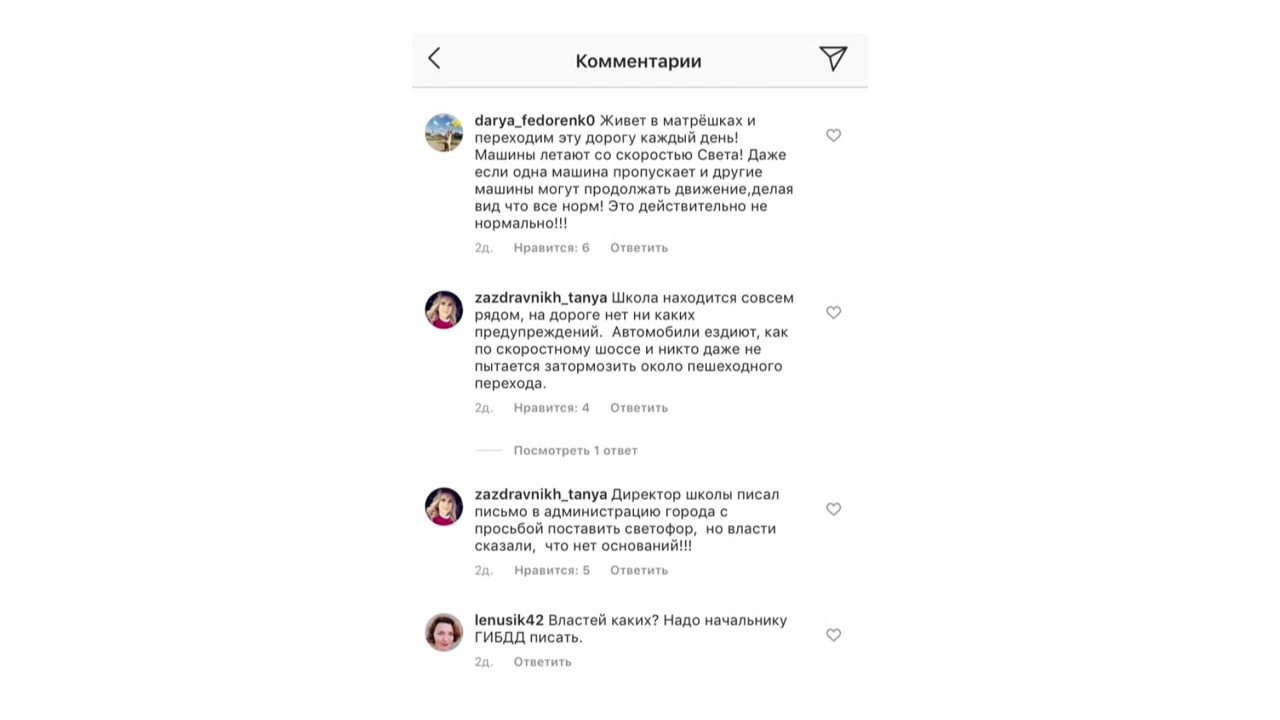 Комментарии
darya_fedorenk0 Живет в матрёшках и
переходим эту дорогу каждый день!
Машины летают со скоростью Света! Даже
если одна машина пропускает и другие
машины могут продолжать движение,делая
вид что все норм! Это действительно не
нормально!!!
2д. Нравится: 6 Ответить
zazdravnikh_tanya Школа находится совсем
рядом, на дороге нет ни каких
предупреждений. Автомобили ездиют, как
по скоростному шоссе и никто даже не
пытается затормозить около пешеходного
перехода.
2д. Нравится: 4 Ответить
Посмотреть 1 ответ
zazdravnikh_tanya Директор школы писал
письмо в администрацию города с
просьбой поставить светофор, но власти
сказали, что нет оснований!!!
2д. Нравится: 5 Ответить
lenusik42 Властей каких? Надо начальнику
ГИБДД писать.
2д. Ответить